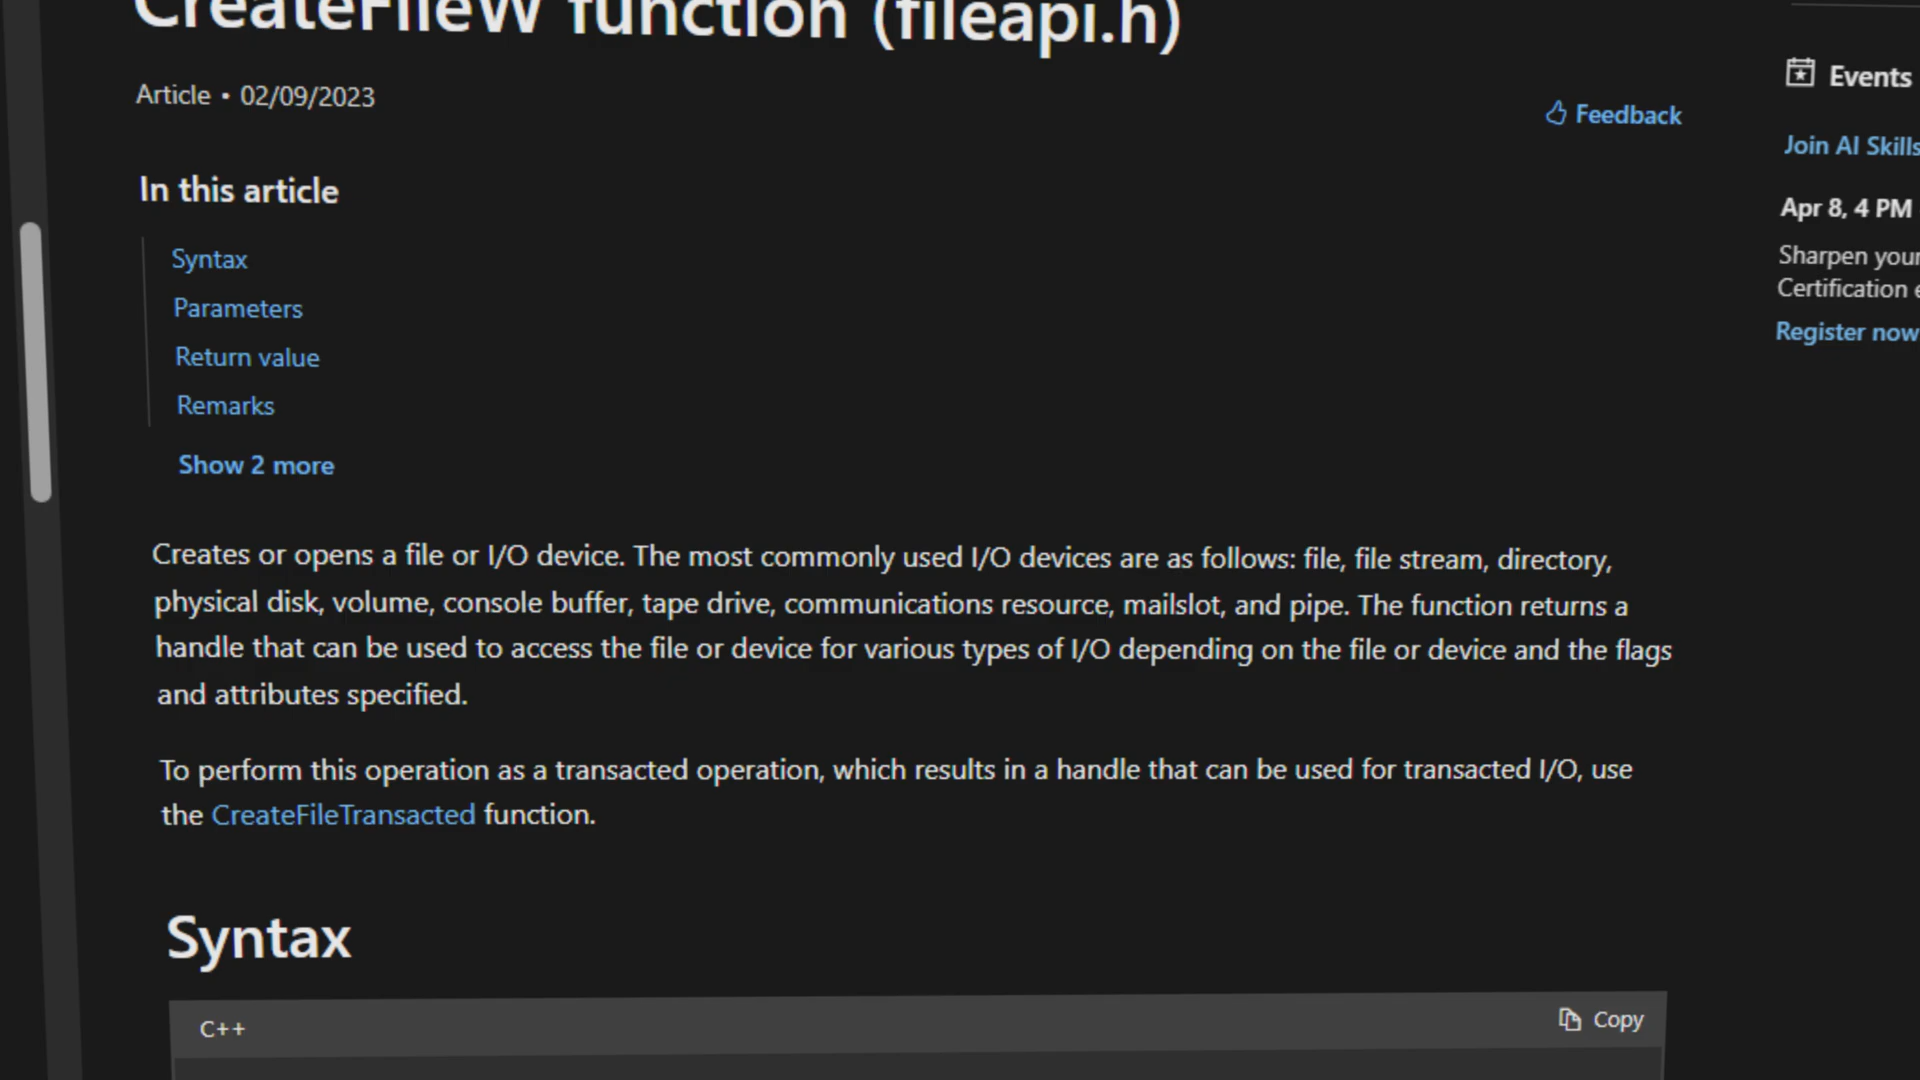 CreateFileW function (fileapi.h)
Article • 02/09/2023
Feedback
In this article
Syntax
Parameters
Return value
Remarks
Show 2 more
Creates or opens a file or I/O device. The most commonly used I/O devices are as follows: file, file stream, directory,
physical disk, volume, console buffer, tape drive, communications resource, mailslot, and pipe. The function returns a
handle that can be used to access the file or device for various types of I/O depending on the file or device and the flags
and attributes specified.
To perform this operation as a transacted operation, which results in a handle that can be used for transacted I/O, use
the CreateFileTransacted function.
Syntax
C++
Copy
Events
Join AI Skills
Apr 8, 4 PM
Sharpen your
Certification
Register now